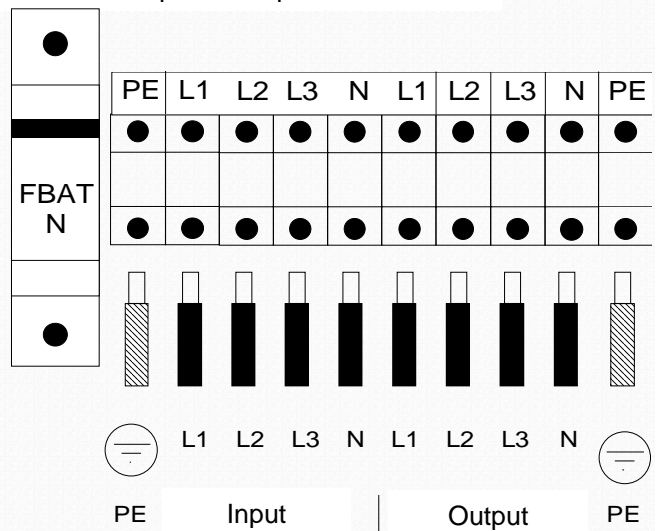 PE L1 L2 L3 N L1 L2 L3 N PE
FBAT
N
L1 L2 L3 N L1 L2 L3 N
PE Input Output PE